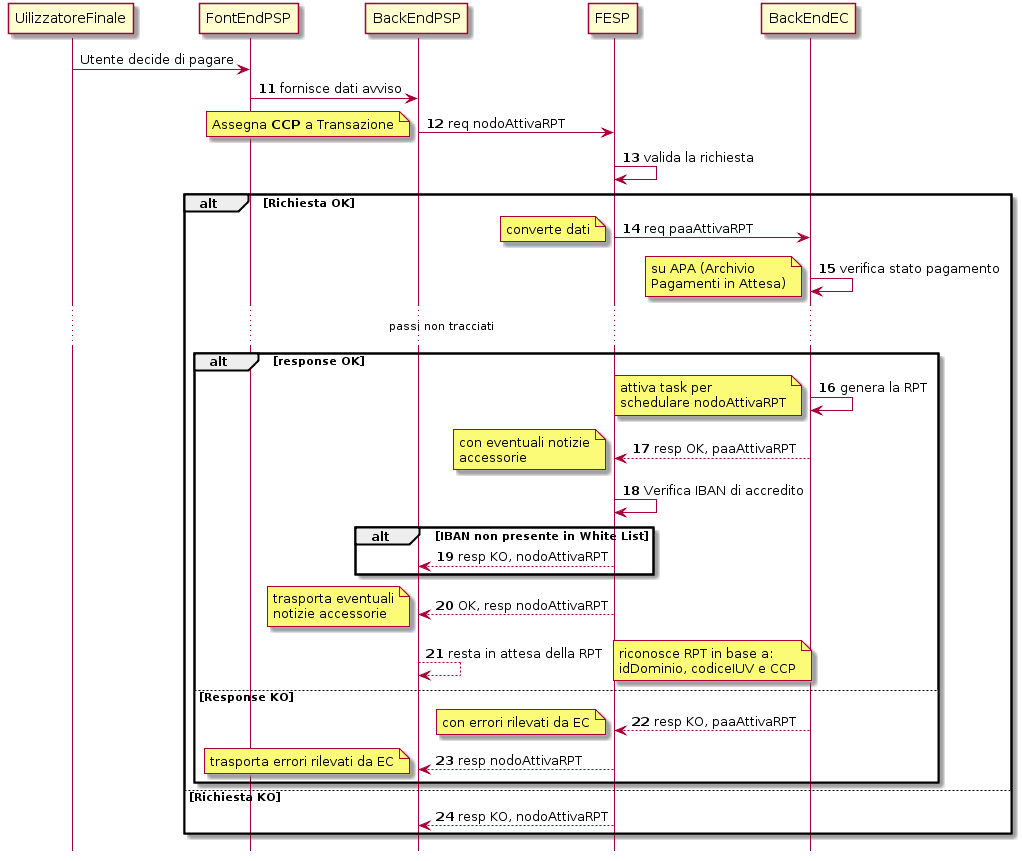 UilizzatoreFinale
FontEndPSP
BackEndPSP
FESP
BackEndEC
Utente decide di pagare
11 fornisce dati avviso
Assegna CCP a Transazione
12 req nodoAttivaRPT
13 valida la richiesta
alt
[Richiesta OK]
converte dati
14 req paaAttivaRPT
su APA (Archivio
Pagamenti in Attesa)
15 verifica stato pagamento
passi non tracciati
alt
[response OK]
attiva task per
schedulare nodoAttivaRPT
16 genera la RPT
con eventuali notizie
accessorie
17 resp OK, paaAttivaRPT
18 Verifica IBAN di accredito
alt
[IBAN non presente in White List]
19 resp KO, nodoAttivaRPT
trasporta eventuali
notizie accessorie
20 OK, resp nodoAttivaRPT
21 resta in attesa della RPT
riconosce RPT in base a:
idDominio, codiceIUV e CCP
[Response KO]
con errori rilevati da EC
22 resp KO, paaAttivaRPT
trasporta errori rilevati da EC
23 resp nodoAttivaRPT
[Richiesta KO]
24 resp KO, nodoAttivaRPT